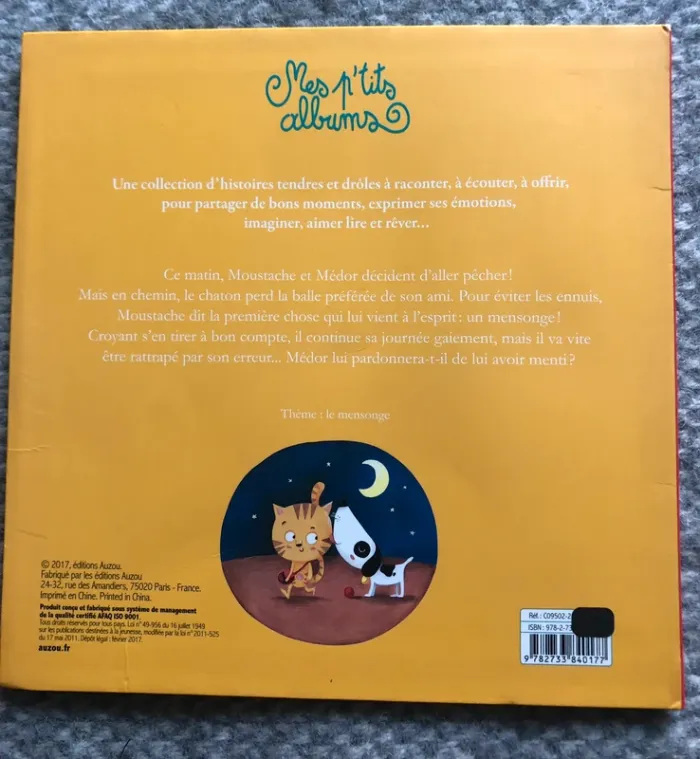 Mes p'tits
albums
Une collection d'histoires tendres et drôles à raconter, à écouter, à offrir,
pour partager de bons moments, exprimer ses émotions,
imaginer, aimer lire et rêver...
Ce matin, Moustache et Médor décident d'aller pêcher !
Mais en chemin, le chaton perd la balle préférée de son ami. Pour éviter les ennuis,
Moustache dit la première chose qui lui vient à l'esprit : un mensonge !
Croyant s'en tirer à bon compte, il continue sa journée gaiement, mais il va vite
être rattrapé par son erreur... Médor lui pardonnera-t-il de lui avoir menti ?
Thème : le mensonge
© 2017, éditions Auzou.
Fabriqué par les éditions Auzou
24-32, rue des Amandiers, 75020 Paris - France.
Imprimé en Chine. Printed in China.
Produit conçu et fabriqué sous système de management
de la qualité certifié AFAQ ISO 9001.
Tous droits réservés pour tous pays. Loi n° 49-956 du 16 juillet 1949
sur les publications destinées à la jeunesse, modifiée par la loi n° 2011-525
du 17 mai 2011. Dépôt légal : février 2017.
auzou.fr
Réf. : C09502-2
ISBN : 978-2-73
9 782733 840177